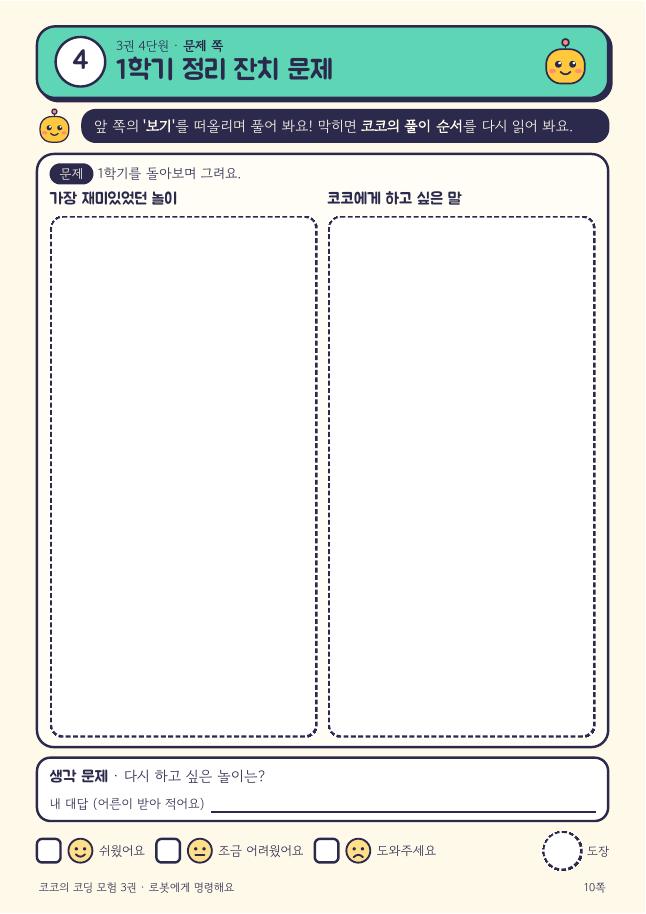 4
3권 4단원 · 문제 쪽
1학기 정리 잔치 문제
앞 쪽의 '보기'를 떠올리며 풀어 봐요! 막히면 코코의 풀이 순서를 다시 읽어 봐요.
문제 1학기를 돌아보며 그려요.
가장 재미있었던 놀이
코코에게 하고 싶은 말
생각 문제 · 다시 하고 싶은 놀이는?
내 대답 (어른이 받아 적어요)
쉬웠어요 조금 어려웠어요 도와주세요 도장
코코의 코딩 모험 3권 · 로봇에게 명령해요 10쪽